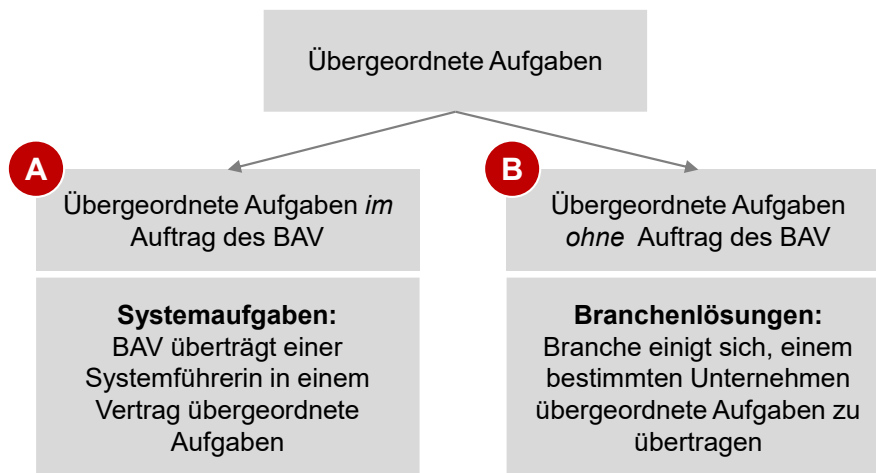 Übergeordnete Aufgaben
A
Übergeordnete Aufgaben im
Auftrag des BAV
Systemaufgaben:
BAV überträgt einer
Systemführerin in einem
Vertrag übergeordnete
Aufgaben
B
Übergeordnete Aufgaben
ohne Auftrag des BAV
Branchenlösungen:
Branche einigt sich, einem
bestimmten Unternehmen
übergeordnete Aufgaben zu
übertragen